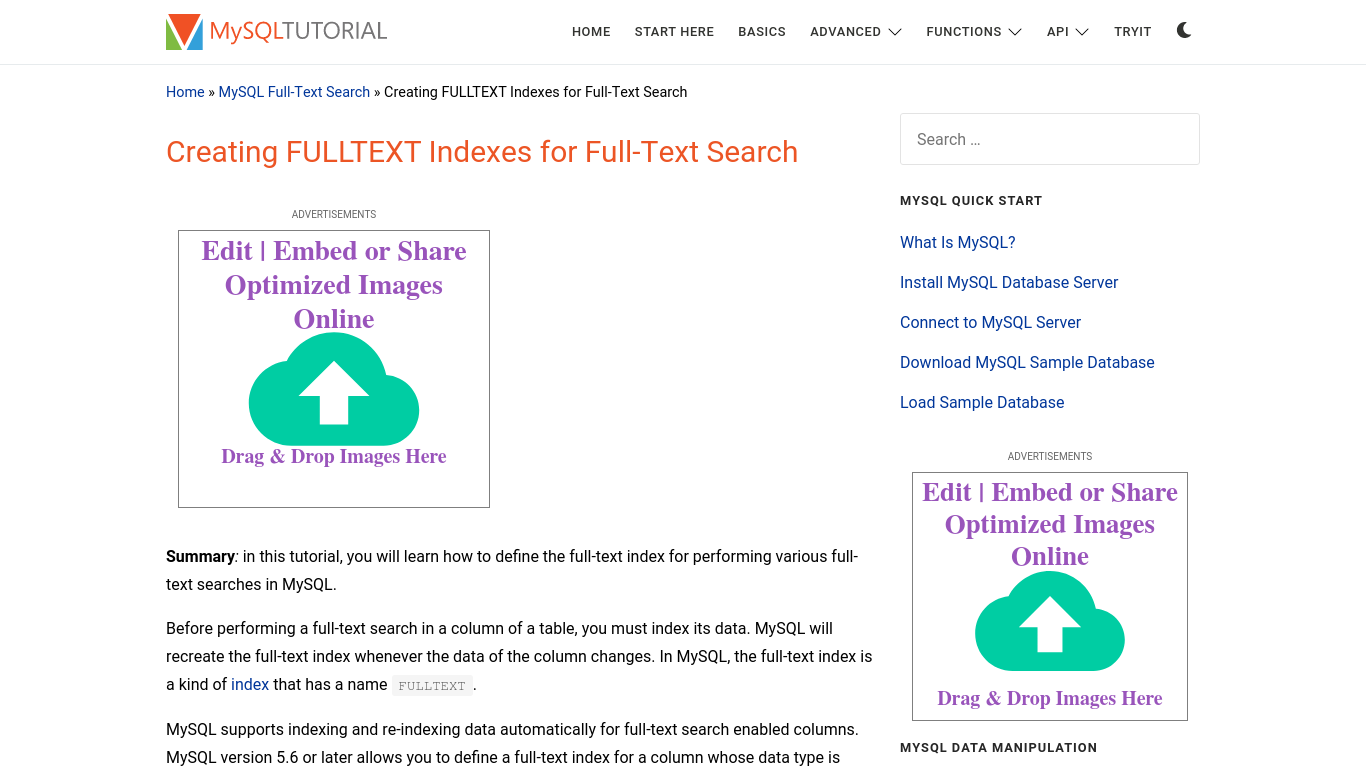 MySQLTUTORIAL
HOME
START HERE
BASICS
ADVANCED
FUNCTIONS
API
TRYIT
Home » MySQL Full-Text Search » Creating FULLTEXT Indexes for Full-Text Search
Creating FULLTEXT Indexes for Full-Text Search
ADVERTISEMENTS
Edit | Embed or Share
Optimized Images
Online
Drag & Drop Images Here
Summary: in this tutorial, you will learn how to define the full-text index for performing various full-
text searches in MySQL.
Before performing a full-text search in a column of a table, you must index its data. MySQL will
recreate the full-text index whenever the data of the column changes. In MySQL, the full-text index is
a kind of index that has a name FULLTEXT .
MySQL supports indexing and re-indexing data automatically for full-text search enabled columns.
MySQL version 5.6 or later allows you to define a full-text index for a column whose data type is
Search …
MYSQL QUICK START
What Is MySQL?
Install MySQL Database Server
Connect to MySQL Server
Download MySQL Sample Database
Load Sample Database
ADVERTISEMENTS
Edit | Embed or Share
Optimized Images
Online
Drag & Drop Images Here
MYSQL DATA MANIPULATION